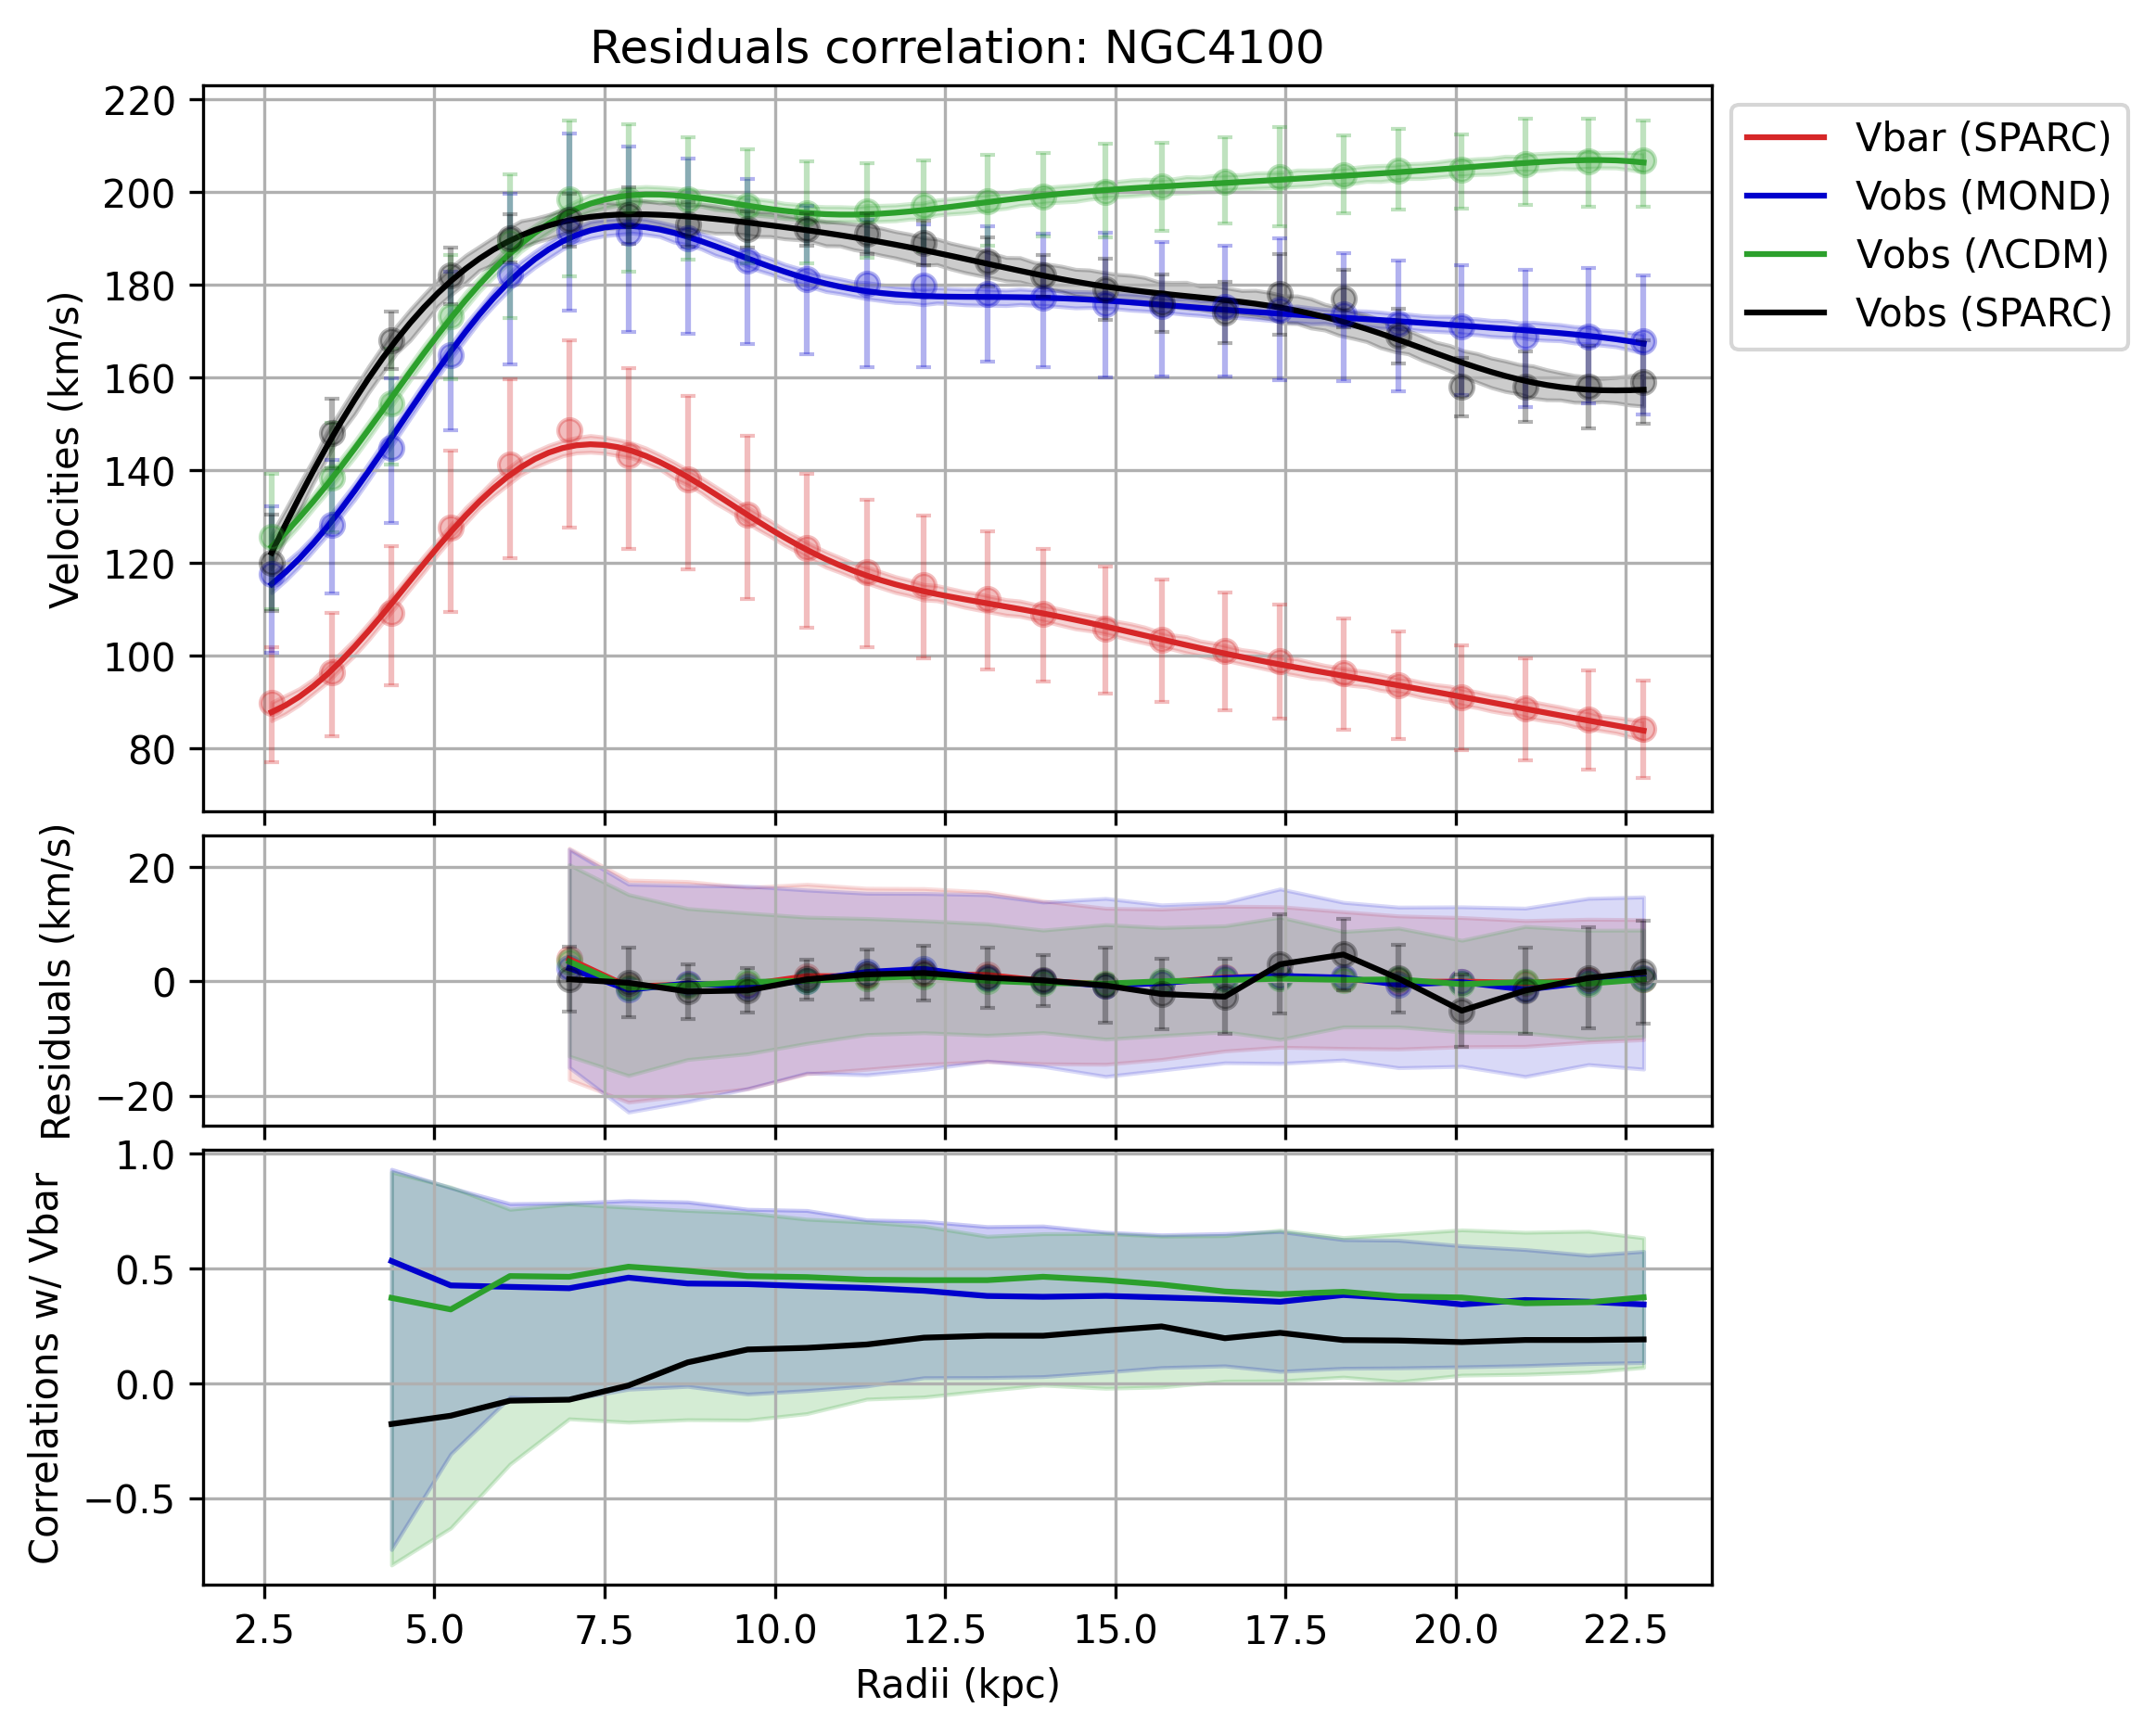 Residuals correlation: NGC4100
Velocities (km/s)
220
200
180
160
140
120
100
80
Vbar (SPARC)
Vobs (MOND)
Vobs (ΛCDM)
Vobs (SPARC)
Residuals (km/s)
20
0
−20
Correlations w/ Vbar
1.0
0.5
0.0
−0.5
2.5 5.0 7.5 10.0 12.5 15.0 17.5 20.0 22.5
Radii (kpc)